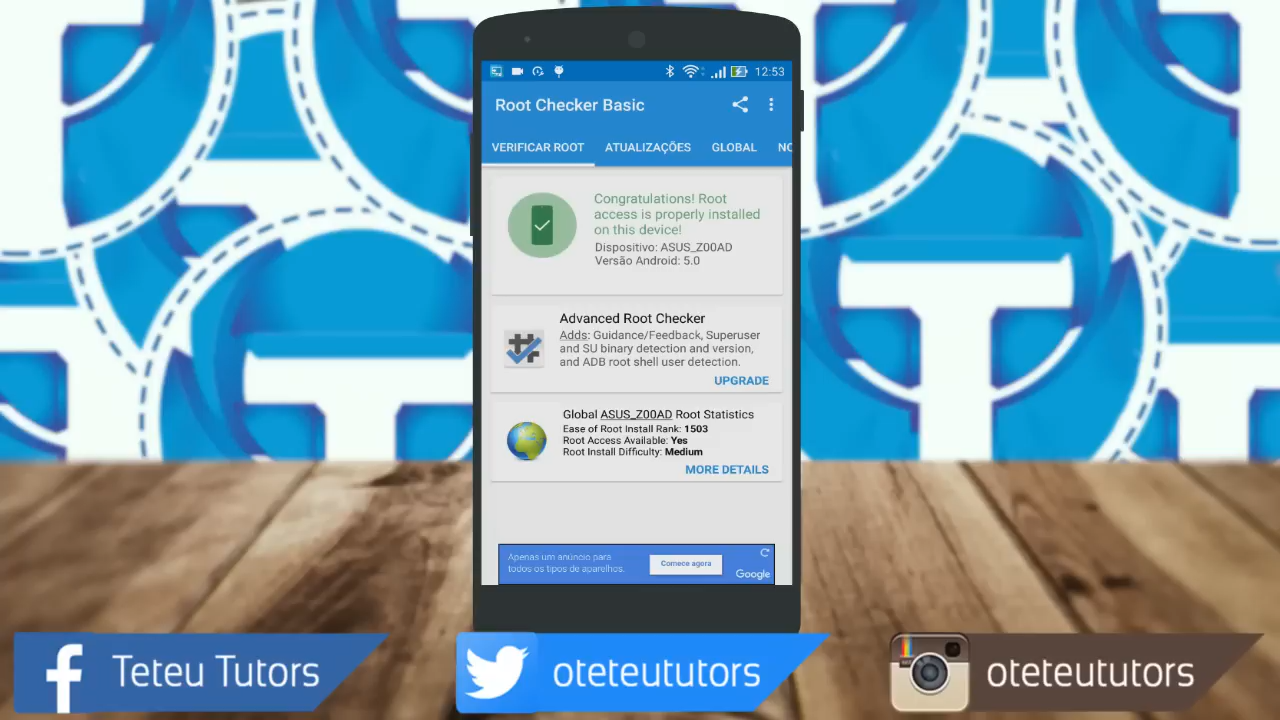 12:53
Root Checker Basic
VERIFICAR ROOT ATUALIZAÇÕES GLOBAL NO
Congratulations! Root
access is properly installed
on this device!
Dispositivo: ASUS_Z00AD
Versão Android: 5.0
Advanced Root Checker
Adds: Guidance/Feedback, Superuser
and SU binary detection and version,
and ADB root shell user detection.
UPGRADE
Global ASUS_Z00AD Root Statistics
Ease of Root Install Rank: 1503
Root Access Available: Yes
Root Install Difficulty: Medium
MORE DETAILS
Apenas um anúncio para
todos os tipos de aparelhos.
Comece agora
Google
Teteu Tutors
oteteututors
oteteututors